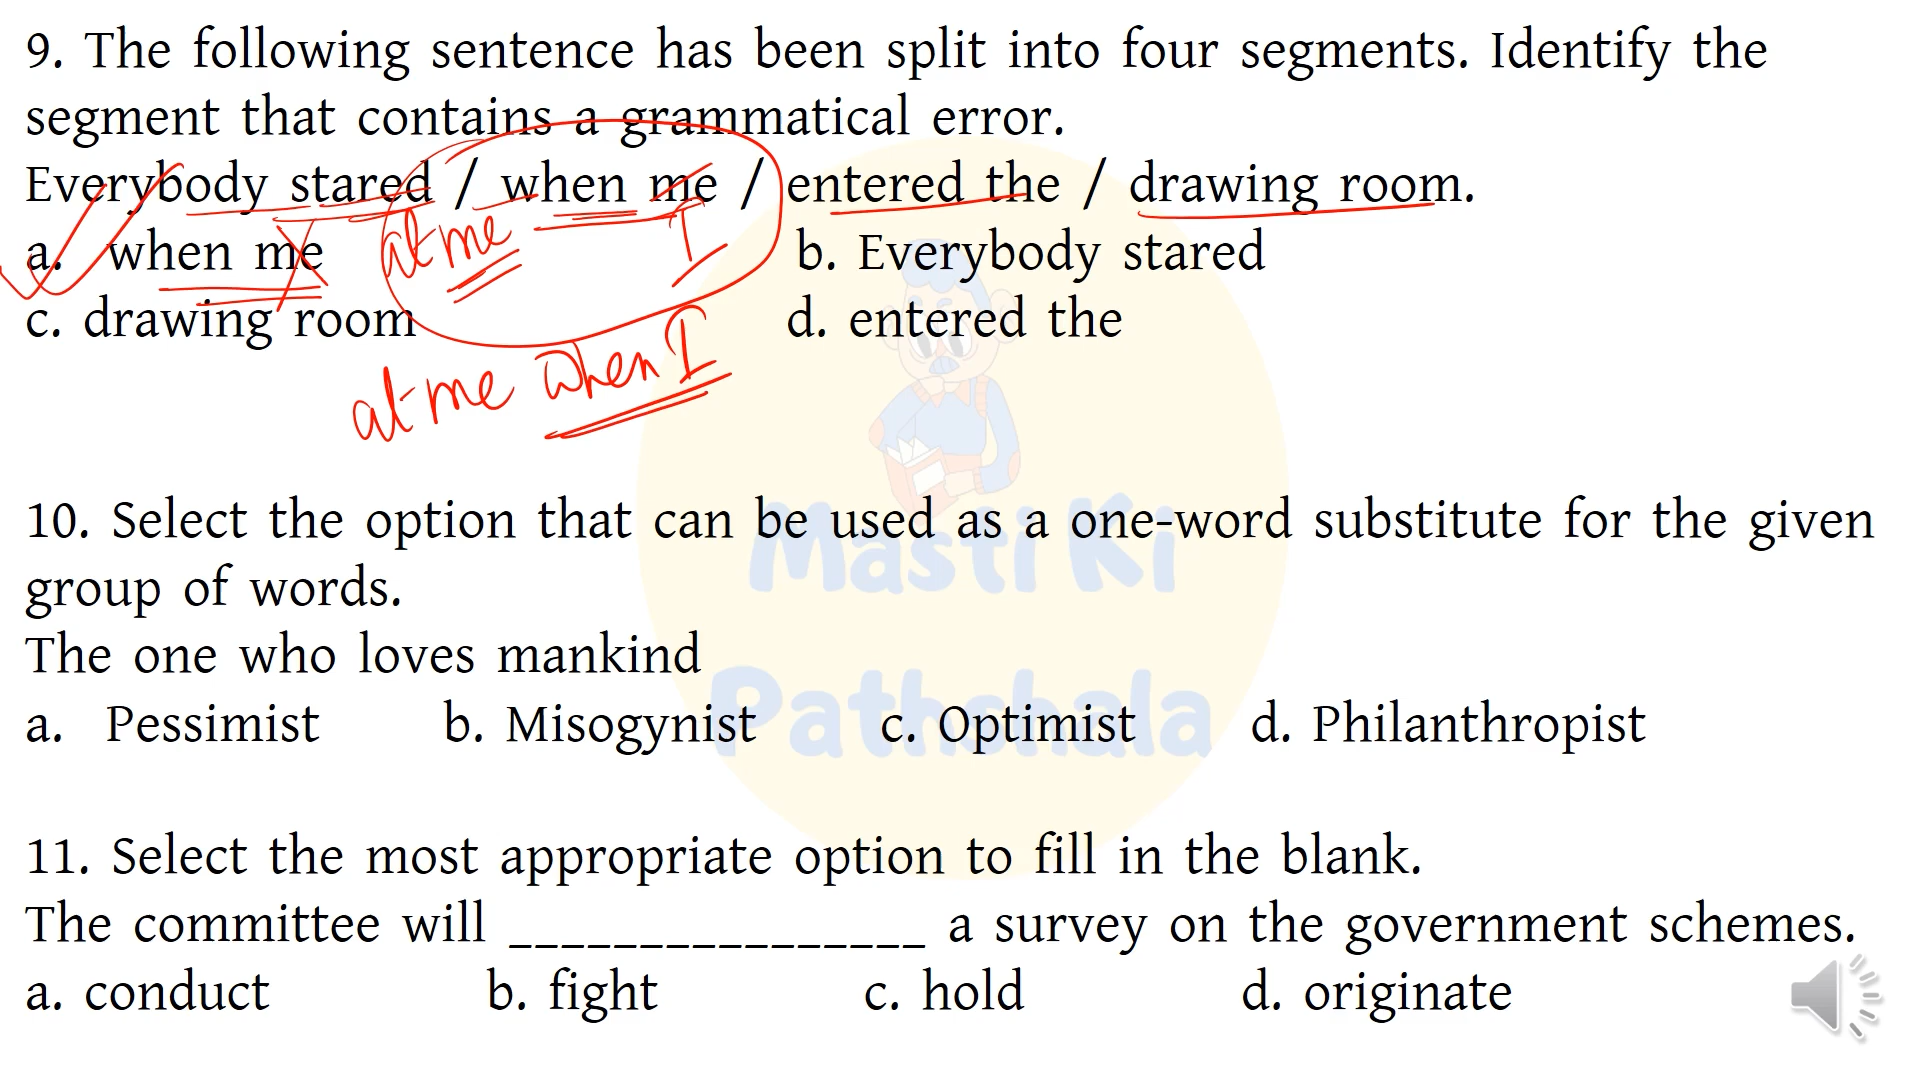 9. The following sentence has been split into four segments. Identify the
segment that contains a grammatical error.
Everybody stared / when me / entered the / drawing room.
at me I
a. when me b. Everybody stared
c. drawing room d. entered the
at me when I
10. Select the option that can be used as a one-word substitute for the given
Masti Ki
group of words.
The one who loves mankind
Pathshala
a. Pessimist b. Misogynist c. Optimist d. Philanthropist
11. Select the most appropriate option to fill in the blank.
The committee will ________________ a survey on the government schemes.
a. conduct b. fight c. hold d. originate